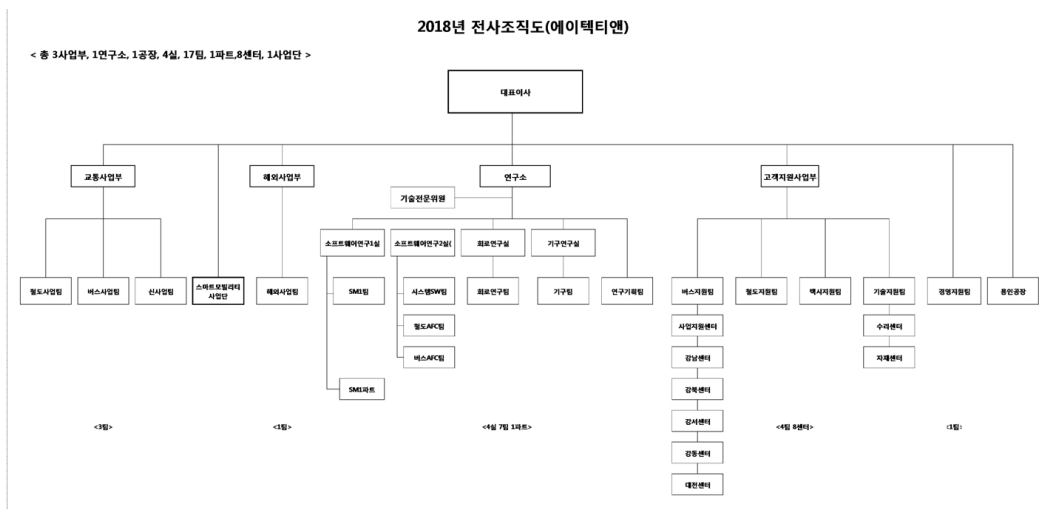 2018년 전사조직도(에이텍티앤)
< 총 3사업부, 1연구소, 1공장, 4실, 17팀, 1파트,8센터, 1사업단 >
대표이사
교통사업부
해외사업부
연구소
고객지원사업부
기술전문위원
소프트웨어연구1실
소프트웨어연구2실(
회로연구실
기구연구실
철도사업팀
버스사업팀
신사업팀
스마트모빌리티
사업단
해외사업팀
SM1팀
시스템SW팀
회로연구팀
기구팀
연구기획팀
버스지원팀
철도지원팀
택시지원팀
기술지원팀
경영지원팀
용인공장
철도AFC팀
사업지원센터
수리센터
버스AFC팀
강남센터
자재센터
SM1파트
강북센터
강서센터
강동센터
대전센터
<3팀>
<1팀>
<4실 7팀 1파트>
<4팀 8센터>
<1팀>